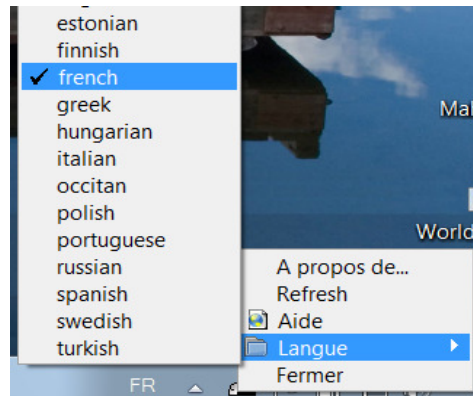 estonian
finnish
french
greek
hungarian
italian
occitan
polish
portuguese
russian
spanish
swedish
turkish
World
A propos de...
Refresh
Aide
Langue
Fermer
FR